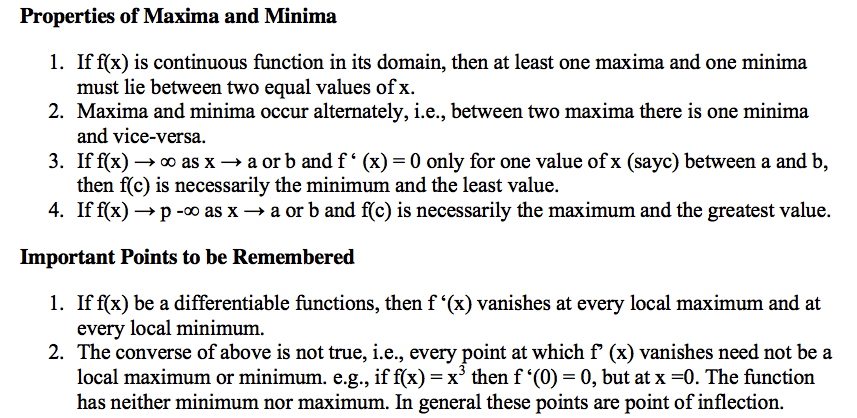 Properties of Maxima and Minima
1. If f(x) is continuous function in its domain, then at least one maxima and one minima
must lie between two equal values of x.
2. Maxima and minima occur alternately, i.e., between two maxima there is one minima
and vice-versa.
3. If f(x) → ∞ as x → a or b and f ‘ (x) = 0 only for one value of x (sayc) between a and b,
then f(c) is necessarily the minimum and the least value.
4. If f(x) → p -∞ as x → a or b and f(c) is necessarily the maximum and the greatest value.
Important Points to be Remembered
1. If f(x) be a differentiable functions, then f ‘(x) vanishes at every local maximum and at
every local minimum.
2. The converse of above is not true, i.e., every point at which f’ (x) vanishes need not be a
local maximum or minimum. e.g., if f(x) = x³ then f ‘(0) = 0, but at x =0. The function
has neither minimum nor maximum. In general these points are point of inflection.